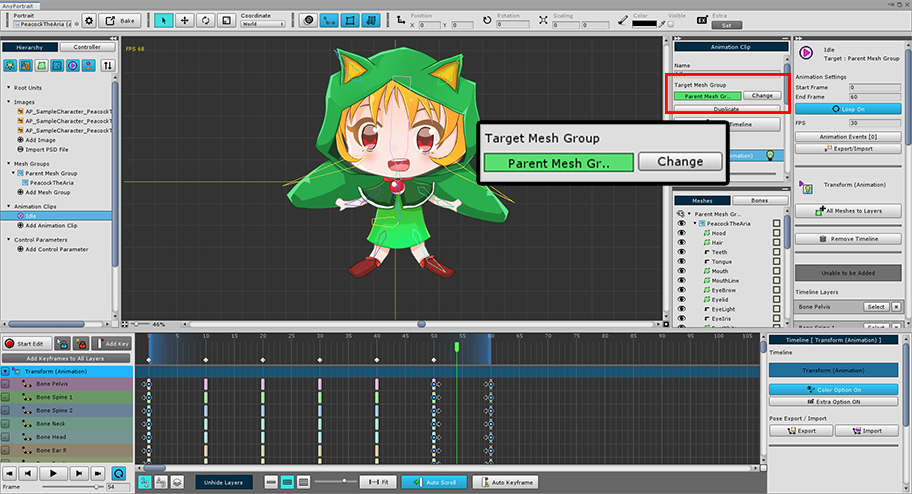 AnyPortrait
Portrait
PeacockTheAria (a
Bake
Coordinate
World
Position
X 0 Y 0
Rotation
0
Scaling
X 0 Y 0
Color
Visible
Extra
Set
Hierarchy
Controller
Root Units
Images
AP_SampleCharacter_PeacockT
AP_SampleCharacter_PeacockT
AP_SampleCharacter_PeacockT
Add Image
Import PSD File
Mesh Groups
Parent Mesh Group
PeacockTheAria
Add Mesh Group
Animation Clips
Idle
Add Animation Clip
Control Parameters
Add Control Parameter
FPS 68
46%
Target Mesh Group
Parent Mesh Gr..
Change
Animation Clip
Name
Target Mesh Group
Parent Mesh Gr..
Change
Duplicate
Timeline
Meshes
Bones
Parent Mesh Gr...
PeacockTheAria
Hood
Hair
Teeth
Tongue
Mouth
MouthLine
EyeBrow
Eyelid
EyeLight
EyeIris
Idle
Target : Parent Mesh Group
Animation Settings
Start Frame 0
End Frame 60
Loop On
FPS 30
Animation Events [0]
Export/Import
Transform (Animation)
All Meshes to Layers
Remove Timeline
Unable to be Added
Timeline Layers
Bone Pelvis
Select
Bone Spine 1
Select
Start Edit
Add Key
Add Keyframes to All Layers
Transform (Animation)
Bone Pelvis
Bone Spine 1
Bone Spine 2
Bone Neck
Bone Head
Bone Ear R
Frame
54
0 10 20 30 40 50 60 65 70 75 80 85 90 95 100 105
Unhide Layers
Fit
Auto Scroll
Auto Keyframe
Timeline [ Transform (Animation) ]
Timeline
Transform (Animation)
Color Option On
Extra Option ON
Pose Export / Import
Export
Import